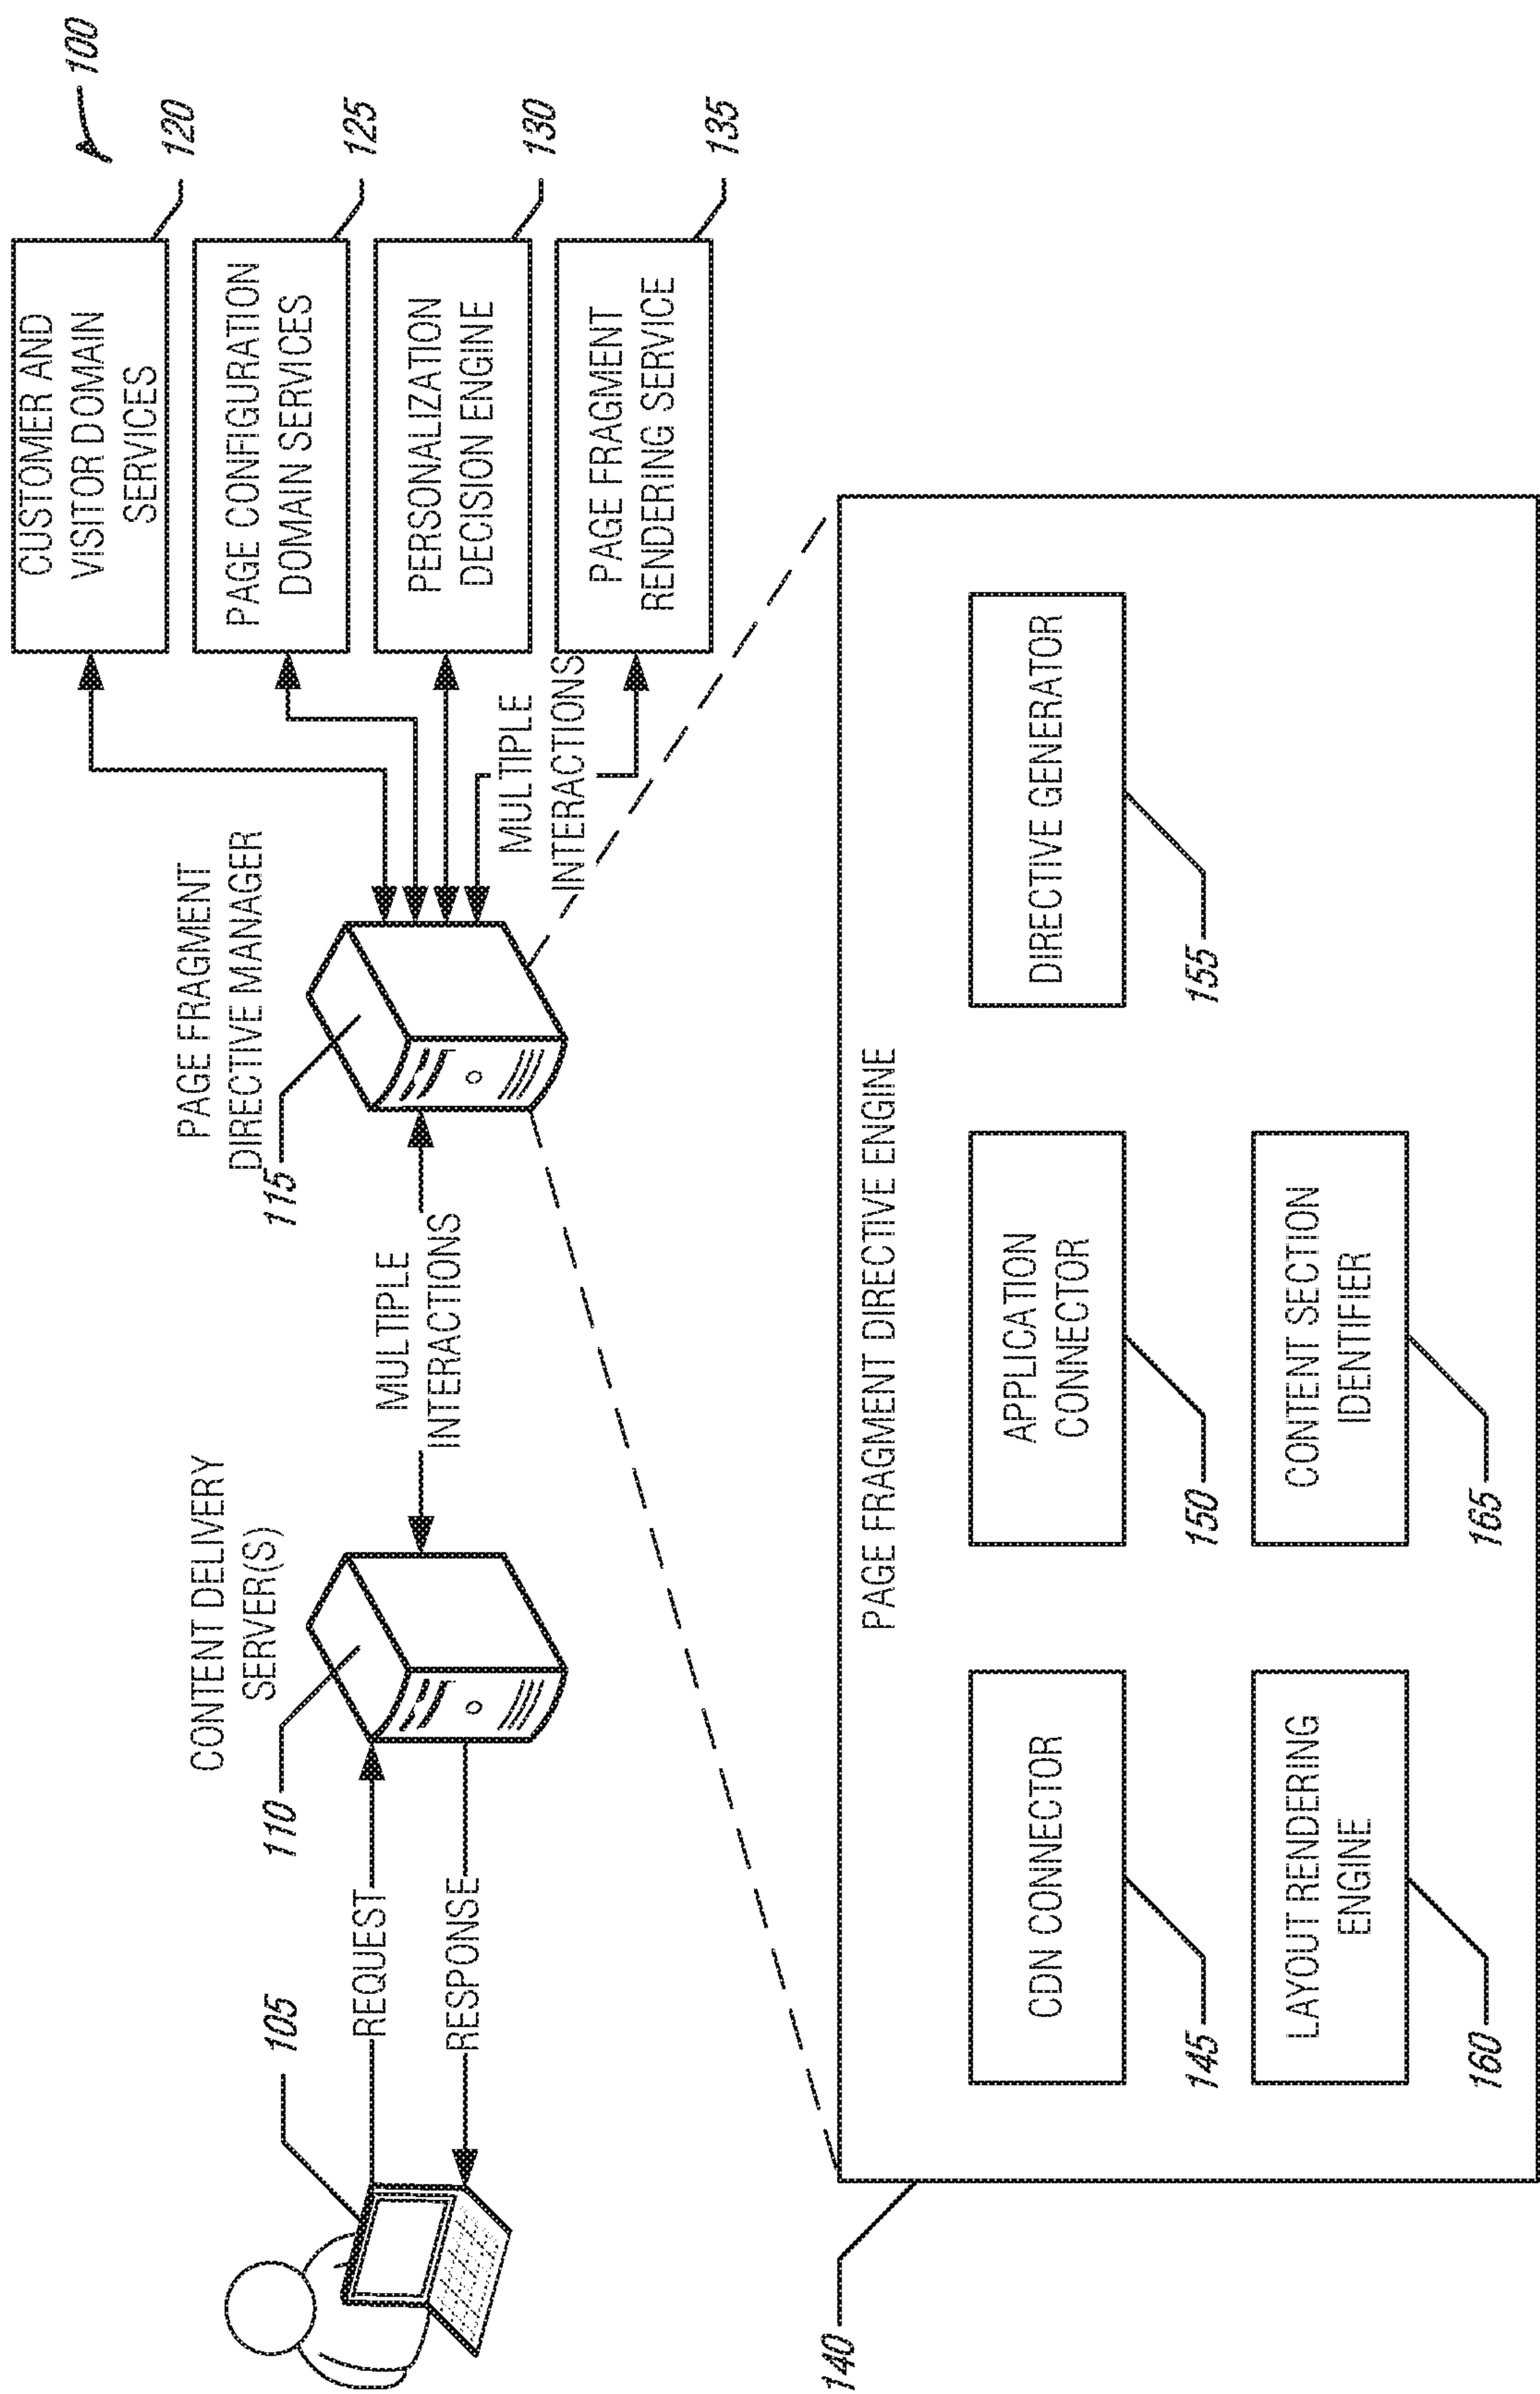 100
CUSTOMER AND
VISITOR DOMAIN
SERVICES
120
PAGE CONFIGURATION
DOMAIN SERVICES
125
PERSONALIZATION
DECISION ENGINE
130
PAGE FRAGMENT
RENDERING SERVICE
135
PAGE FRAGMENT
DIRECTIVE MANAGER
115
MULTIPLE
INTERACTIONS
MULTIPLE
INTERACTIONS
CONTENT DELIVERY
SERVER(S)
110
REQUEST
RESPONSE
105
140
PAGE FRAGMENT DIRECTIVE ENGINE
CDN CONNECTOR
145
APPLICATION
CONNECTOR
150
DIRECTIVE GENERATOR
155
LAYOUT RENDERING
ENGINE
160
CONTENT SECTION
IDENTIFIER
165